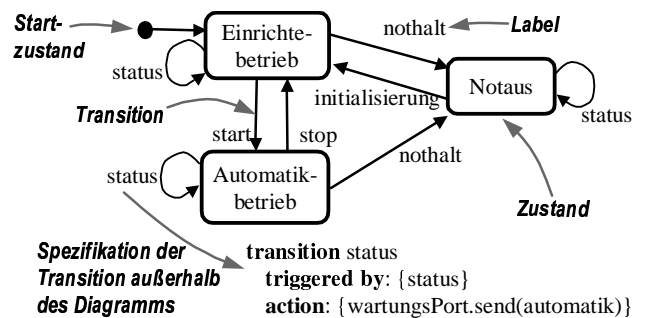 Start-
zustand
Einrichte-
betrieb
nothalt
Label
status
Notaus
initialisierung
status
Transition
start
stop
nothalt
status
Automatik-
betrieb
Zustand
Spezifikation der
Transition außerhalb
des Diagramms
transition status
triggered by: {status}
action: {wartungsPort.send(automatik)}